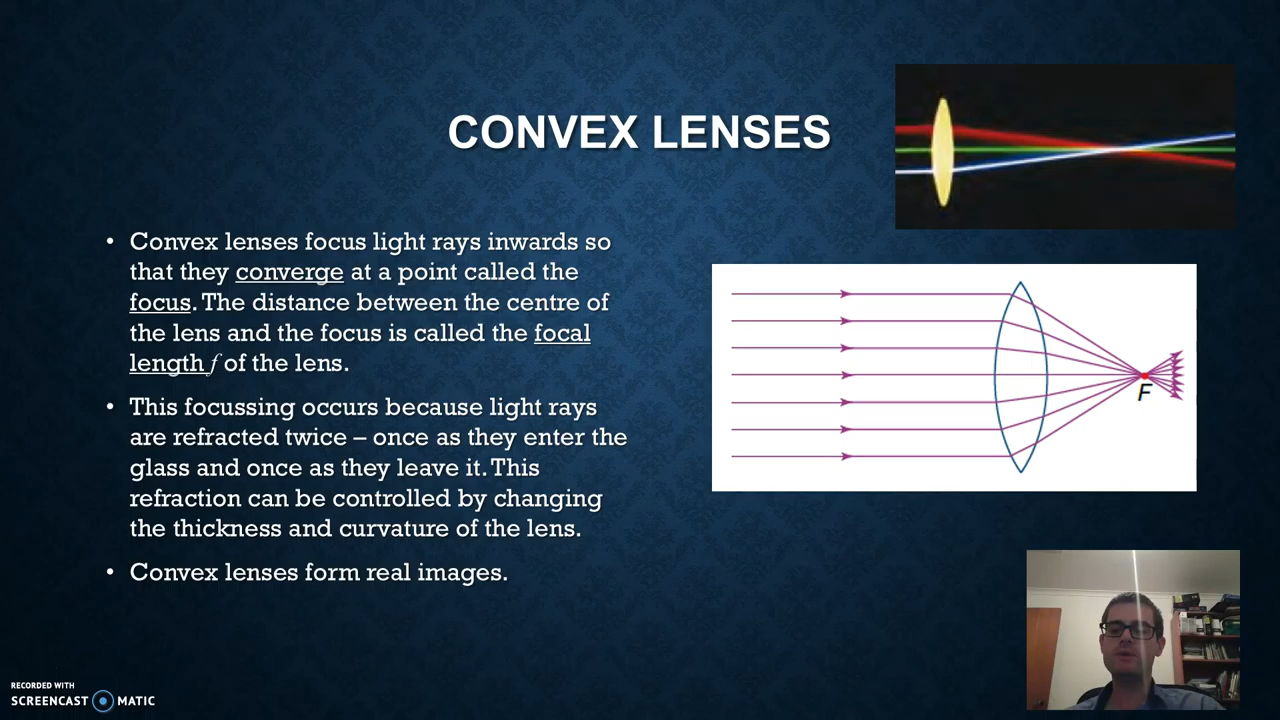 CONVEX LENSES
• Convex lenses focus light rays inwards so
that they converge at a point called the
focus. The distance between the centre of
the lens and the focus is called the focal
length f of the lens.
• This focussing occurs because light rays
are refracted twice – once as they enter the
glass and once as they leave it. This
refraction can be controlled by changing
the thickness and curvature of the lens.
• Convex lenses form real images.
F
RECORDED WITH
SCREENCAST MATIC